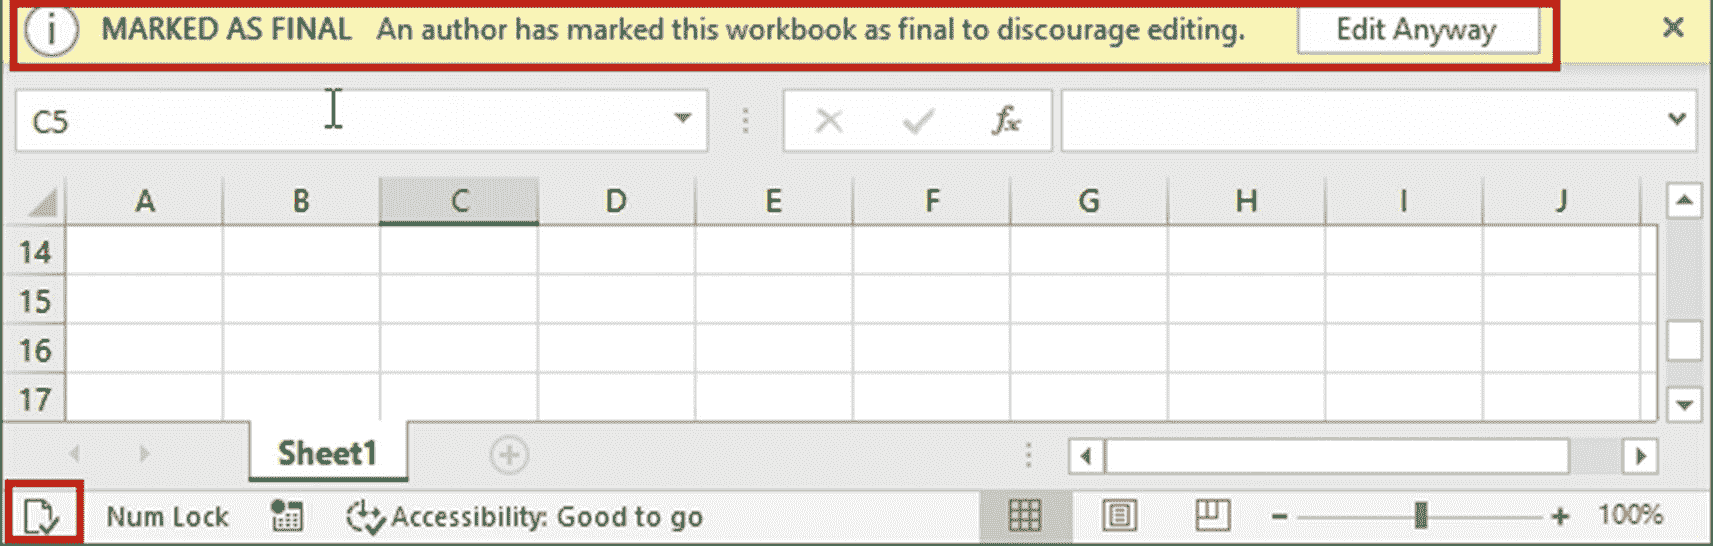 MARKED AS FINAL An author has marked this workbook as final to discourage editing. Edit Anyway
C5 fx
A B C D E F G H I J
14
15
16
17
Sheet1
Num Lock Accessibility: Good to go 100%